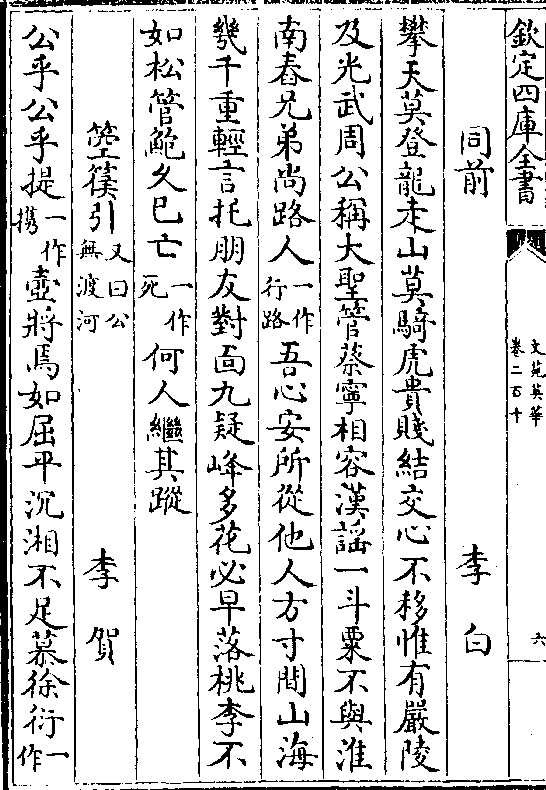 欽定四庫全書
文苑英華
卷二百十
六
同前 李白
攀天莫登龍走山莫騎虎貴賤結交心不移惟有嚴陵
及光武周公稱大聖管蔡寧相容漢謡一斗粟不與淮
南舂兄弟尚路人一作行路吾心安所從他人方寸間山海
幾千重輕言托朋友對面九疑峰多花必早落桃李不
如松管鮑久已亡一作死何人繼其蹤
箜篌引又曰公無渡河 李賀
公乎公乎提一作攜壺將焉如屈平沉湘不足慕徐衍一作